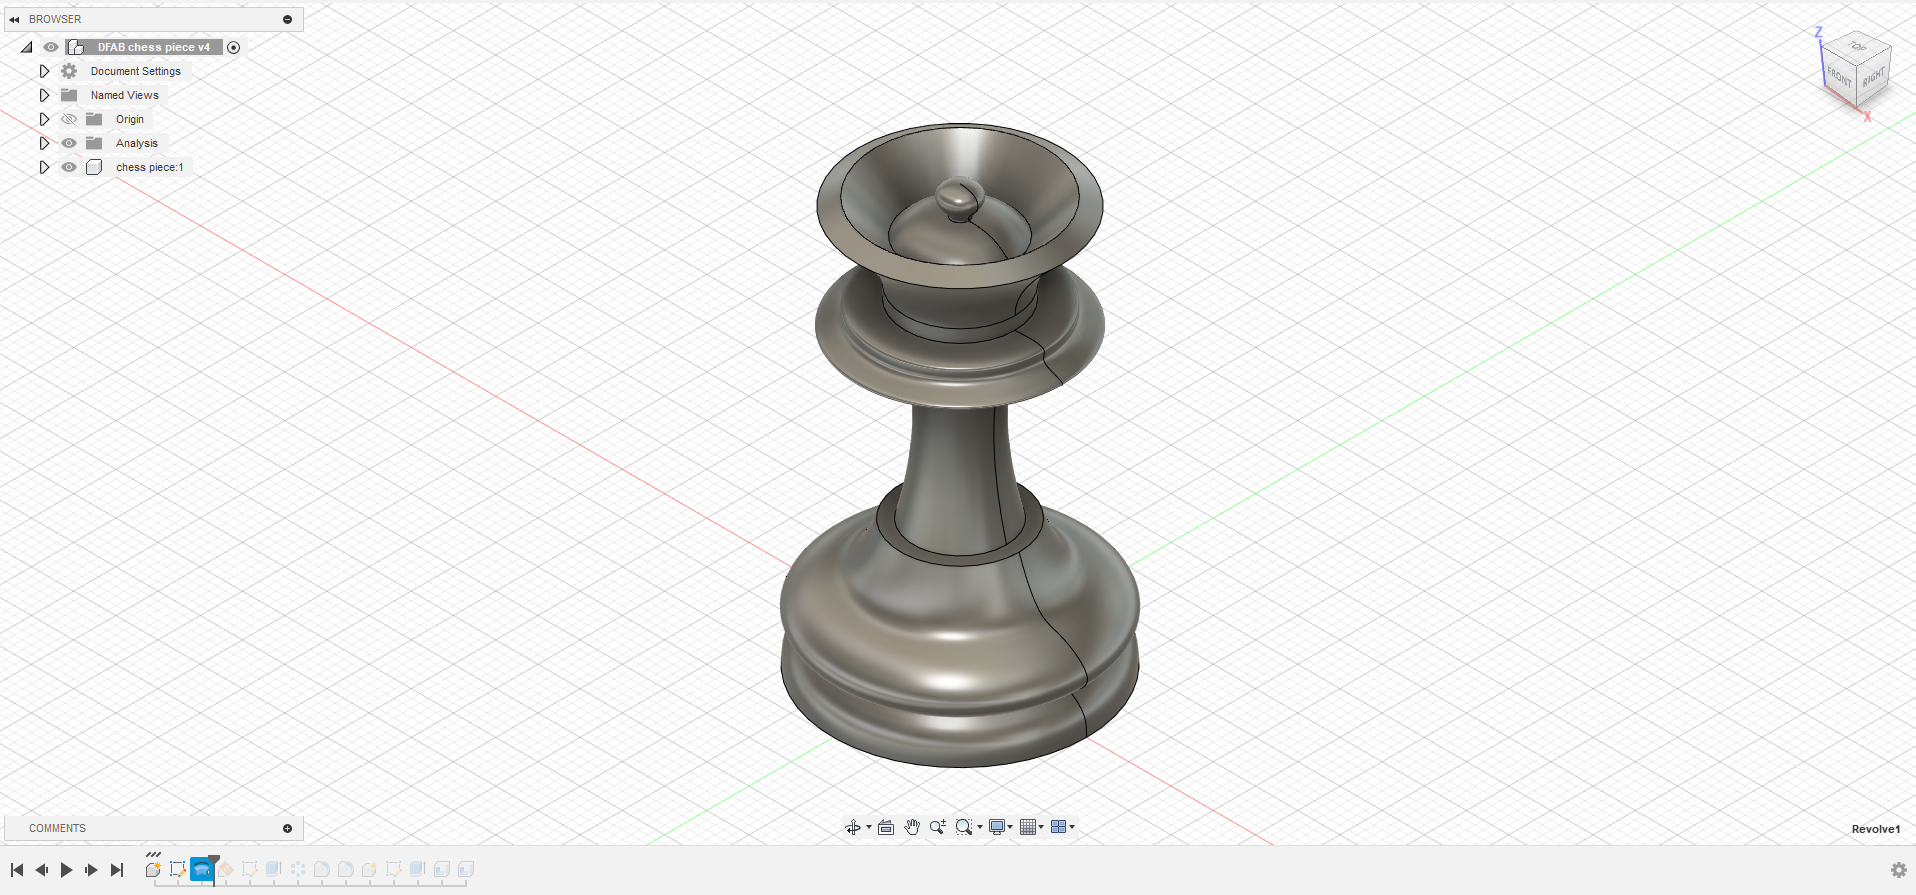 BROWSER
DFAB chess piece v4
Document Settings
Named Views
Origin
Analysis
chess piece:1
Z
TOP
FRONT
RIGHT
X
COMMENTS
Revolve1